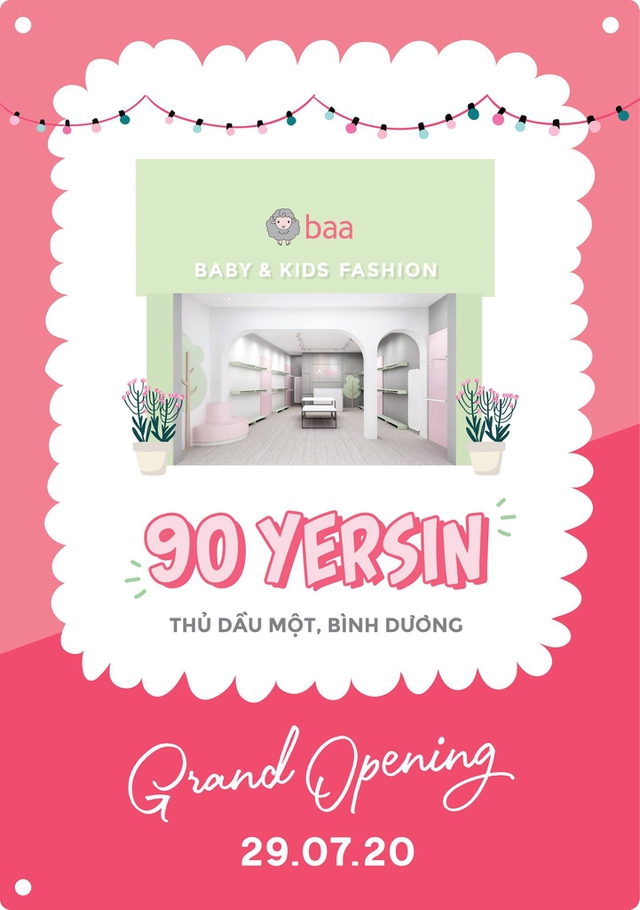 baa
BABY & KIDS FASHION
90 YERSIN
THỦ DẦU MỘT, BÌNH DƯƠNG
Grand Opening
29.07.20